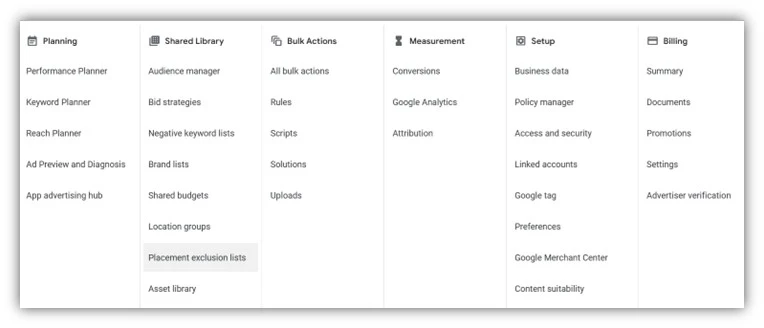 Planning
Performance Planner
Keyword Planner
Reach Planner
Ad Preview and Diagnosis
App advertising hub
Shared Library
Audience manager
Bid strategies
Negative keyword lists
Brand lists
Shared budgets
Location groups
Placement exclusion lists
Asset library
Bulk Actions
All bulk actions
Rules
Scripts
Solutions
Uploads
Measurement
Conversions
Google Analytics
Attribution
Setup
Business data
Policy manager
Access and security
Linked accounts
Google tag
Preferences
Google Merchant Center
Content suitability
Billing
Summary
Documents
Promotions
Settings
Advertiser verification